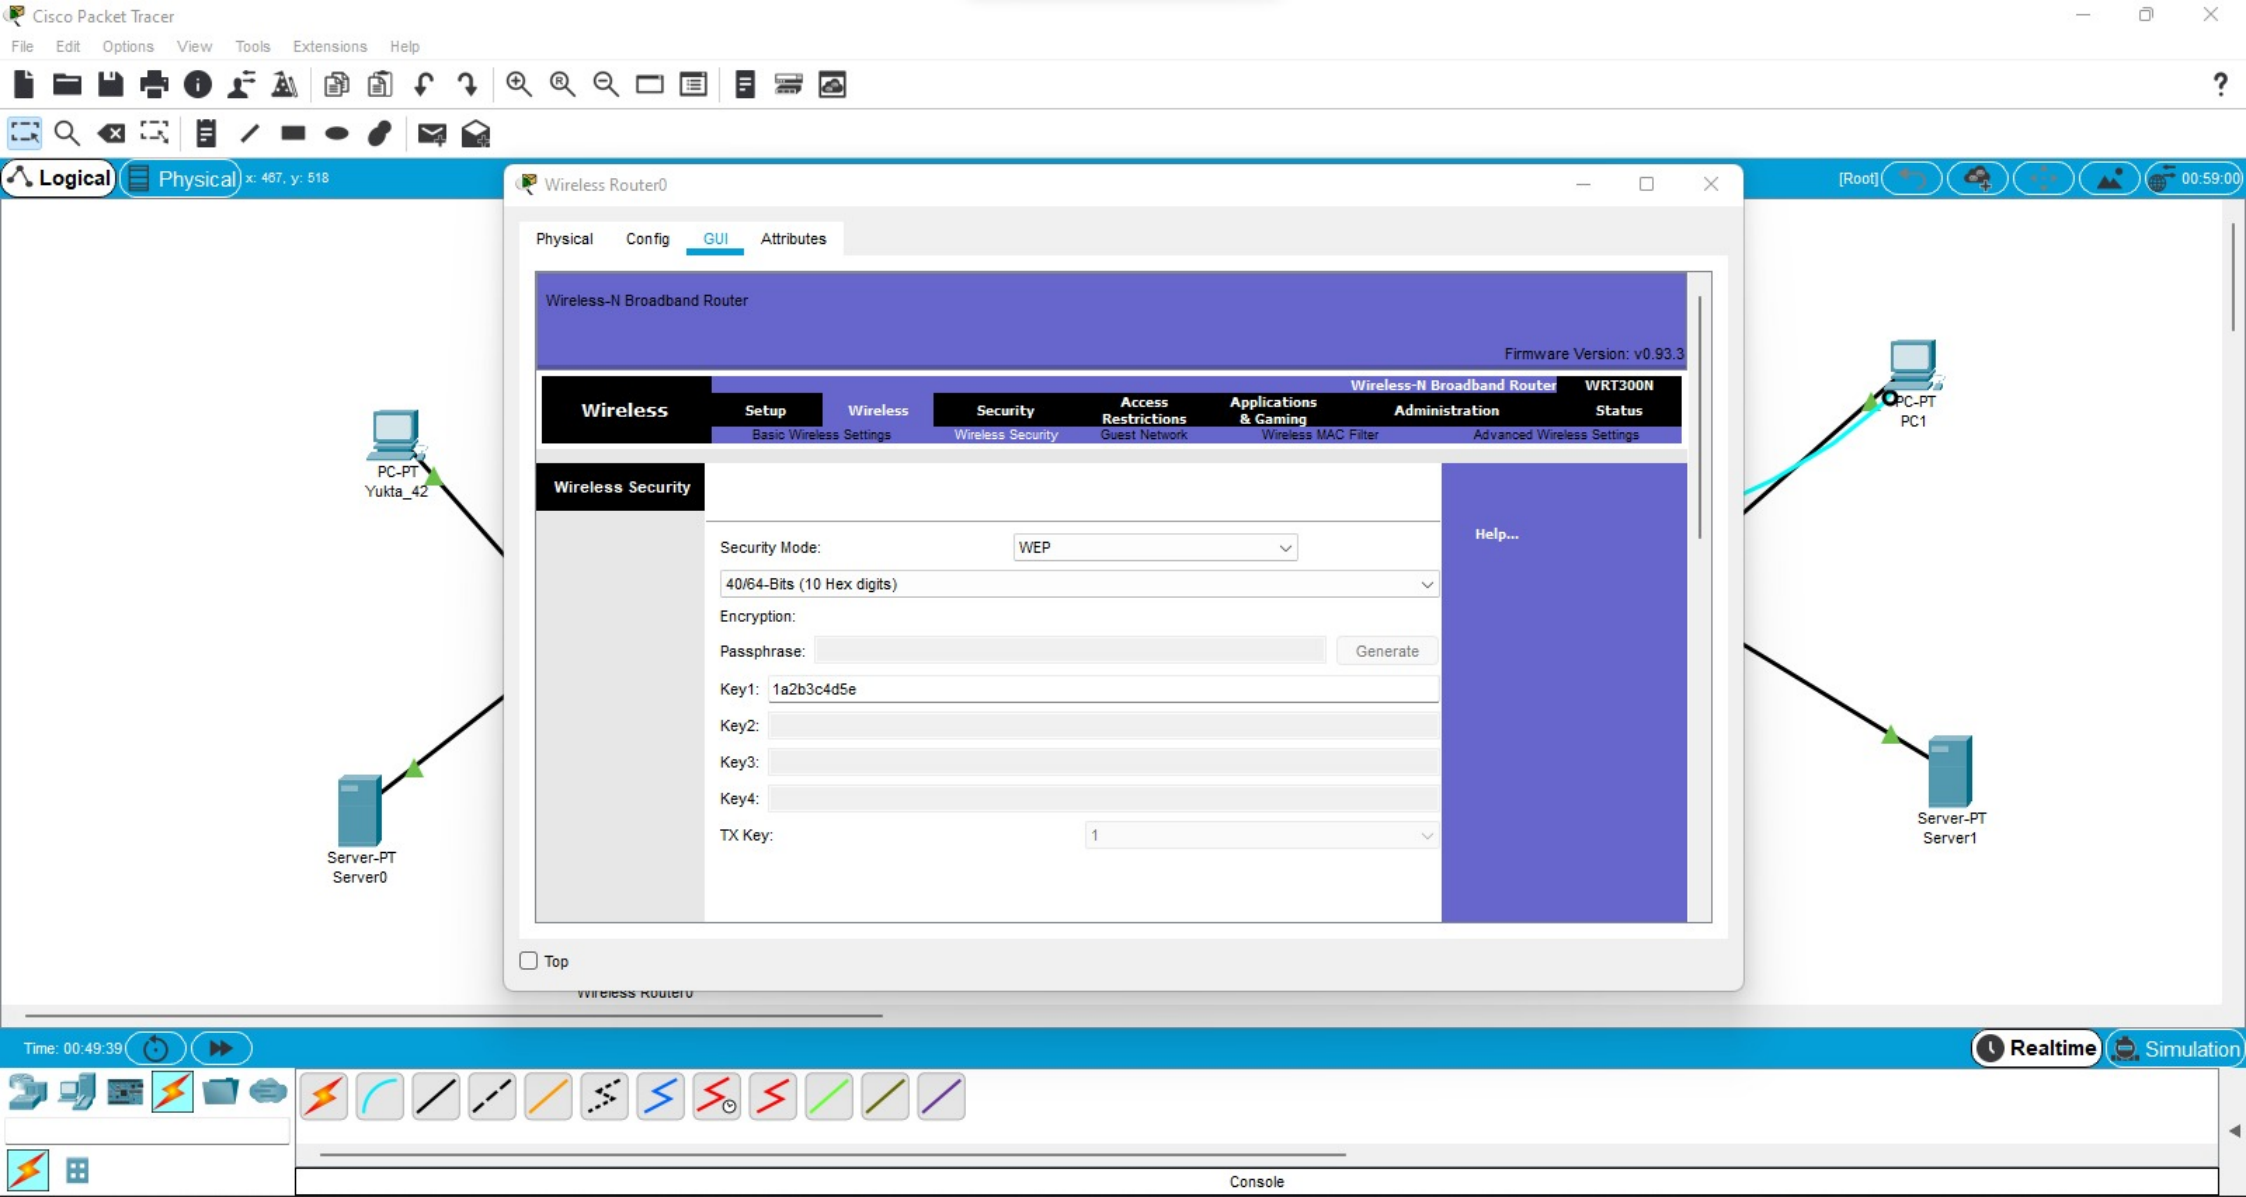 Cisco Packet Tracer
File Edit Options View Tools Extensions Help
Logical Physical x: 467, y: 518 [Root] 00:59:00
Wireless Router0
Physical Config GUI Attributes
Wireless-N Broadband Router
Firmware Version: v0.93.3
Wireless-N Broadband Router WRT300N
Wireless Setup Wireless Security Access Restrictions Applications & Gaming Administration Status
Basic Wireless Settings Wireless Security Guest Network Wireless MAC Filter Advanced Wireless Settings
Wireless Security
Help...
Security Mode: WEP
40/64-Bits (10 Hex digits)
Encryption:
Passphrase: Generate
Key1: 1a2b3c4d5e
Key2:
Key3:
Key4:
TX Key: 1
Top
PC-PT
Yukta_42
Server-PT
Server0
PC-PT
PC1
Server-PT
Server1
Wireless Router0
Time: 00:49:39 Realtime Simulation
Console